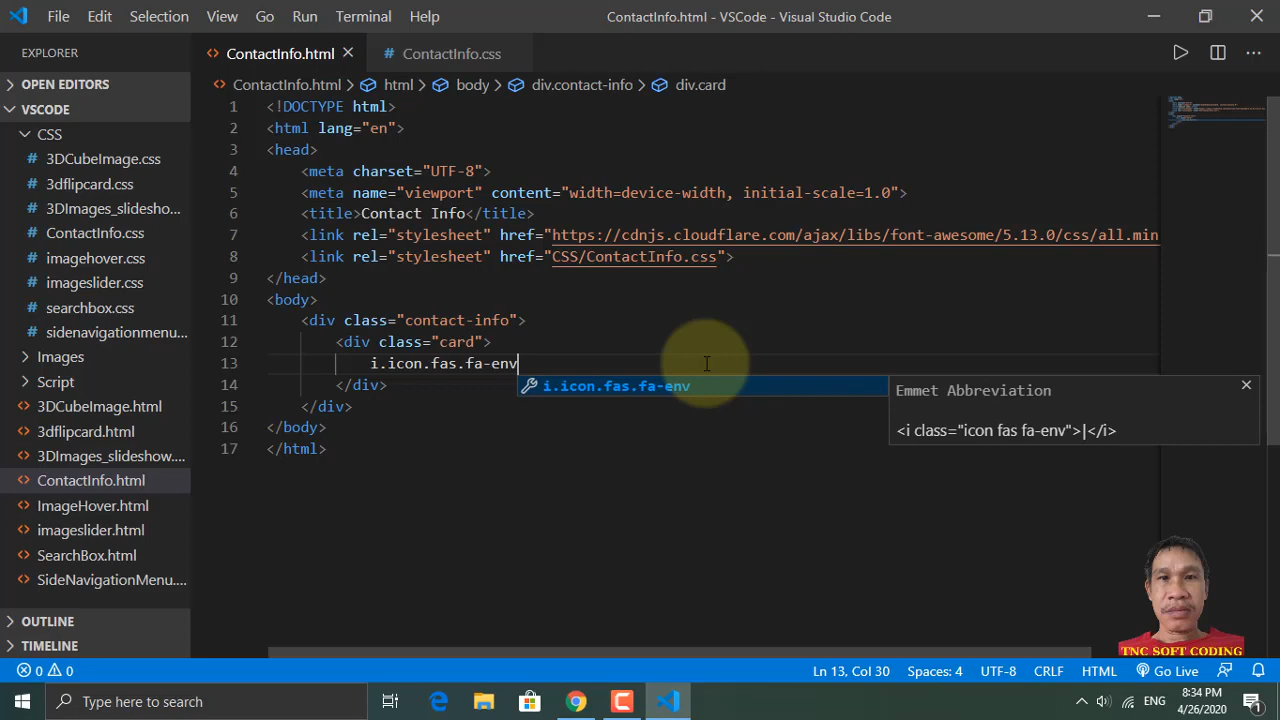 File Edit Selection View Go Run Terminal Help ContactInfo.html - VSCode - Visual Studio Code
EXPLORER
ContactInfo.html
# ContactInfo.css
OPEN EDITORS
VSCODE
CSS
# 3DCubeImage.css
# 3dflipcard.css
# 3DImages_slidesho...
# ContactInfo.css
# imagehover.css
# imageslider.css
# searchbox.css
# sidenavigationmenu...
Images
Script
3DCubeImage.html
3dflipcard.html
3DImages_slideshow....
ContactInfo.html
ImageHover.html
imageslider.html
SearchBox.html
SideNavigationMenu....
OUTLINE
TIMELINE
ContactInfo.html > html > body > div.contact-info > div.card
1 <!DOCTYPE html>
2 <html lang="en">
3 <head>
4 <meta charset="UTF-8">
5 <meta name="viewport" content="width=device-width, initial-scale=1.0">
6 <title>Contact Info</title>
7 <link rel="stylesheet" href="https://cdnjs.cloudflare.com/ajax/libs/font-awesome/5.13.0/css/all.min
8 <link rel="stylesheet" href="CSS/ContactInfo.css">
9 </head>
10 <body>
11 <div class="contact-info">
12 <div class="card">
13 i.icon.fas.fa-env
14 </div>
15 </div>
16 </body>
17 </html>
i.icon.fas.fa-env
Emmet Abbreviation
<i class="icon fas fa-env">|</i>
TNC SOFT CODING
0 0
Ln 13, Col 30 Spaces: 4 UTF-8 CRLF HTML Go Live
Type here to search
ENG
8:34 PM
4/26/2020
1